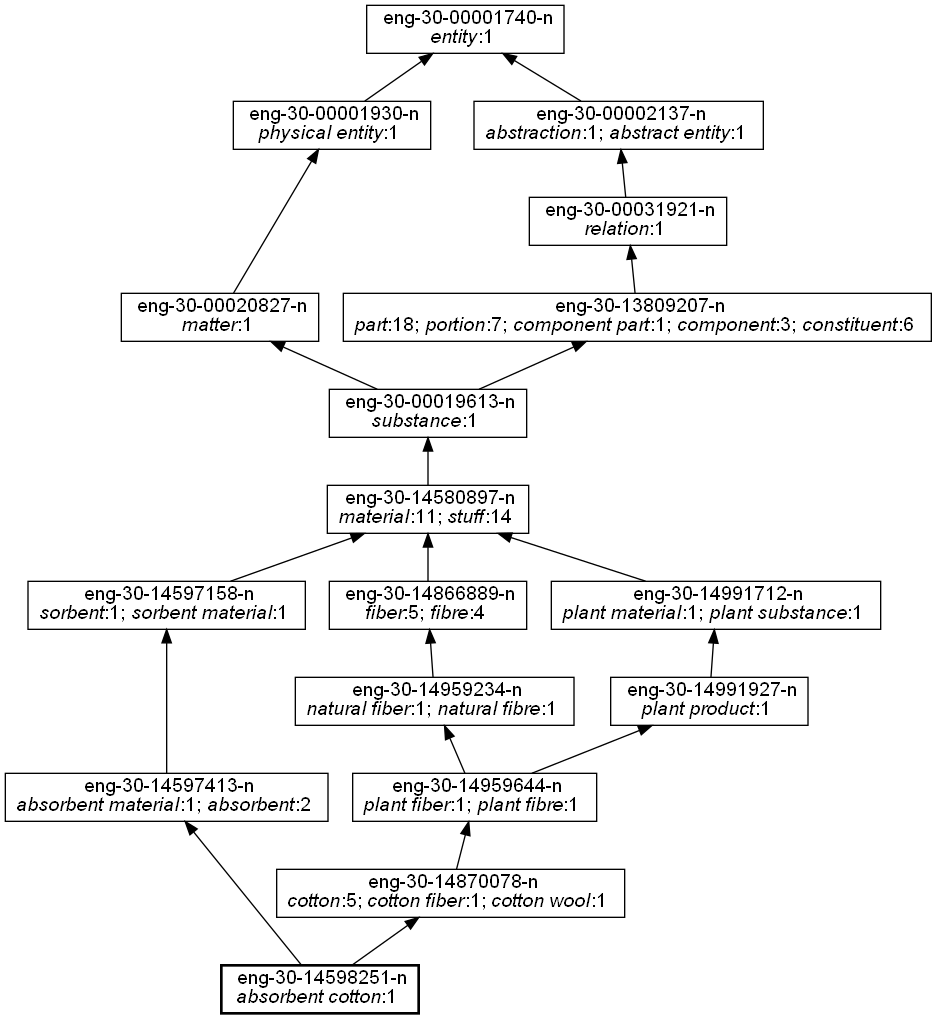 eng-30-00001740-n
entity:1
eng-30-00001930-n
physical entity:1
eng-30-00002137-n
abstraction:1; abstract entity:1
eng-30-00031921-n
relation:1
eng-30-00020827-n
matter:1
eng-30-13809207-n
part:18; portion:7; component part:1; component:3; constituent:6
eng-30-00019613-n
substance:1
eng-30-14580897-n
material:11; stuff:14
eng-30-14597158-n
sorbent:1; sorbent material:1
eng-30-14866889-n
fiber:5; fibre:4
eng-30-14991712-n
plant material:1; plant substance:1
eng-30-14959234-n
natural fiber:1; natural fibre:1
eng-30-14991927-n
plant product:1
eng-30-14597413-n
absorbent material:1; absorbent:2
eng-30-14959644-n
plant fiber:1; plant fibre:1
eng-30-14870078-n
cotton:5; cotton fiber:1; cotton wool:1
eng-30-14598251-n
absorbent cotton:1